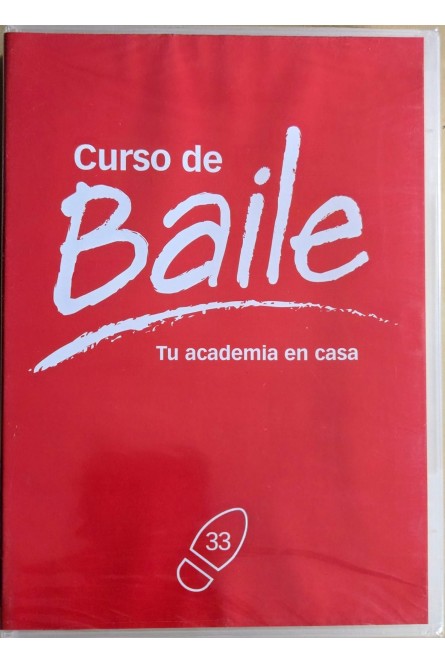 Curso de
Baile
Tu academia en casa
33